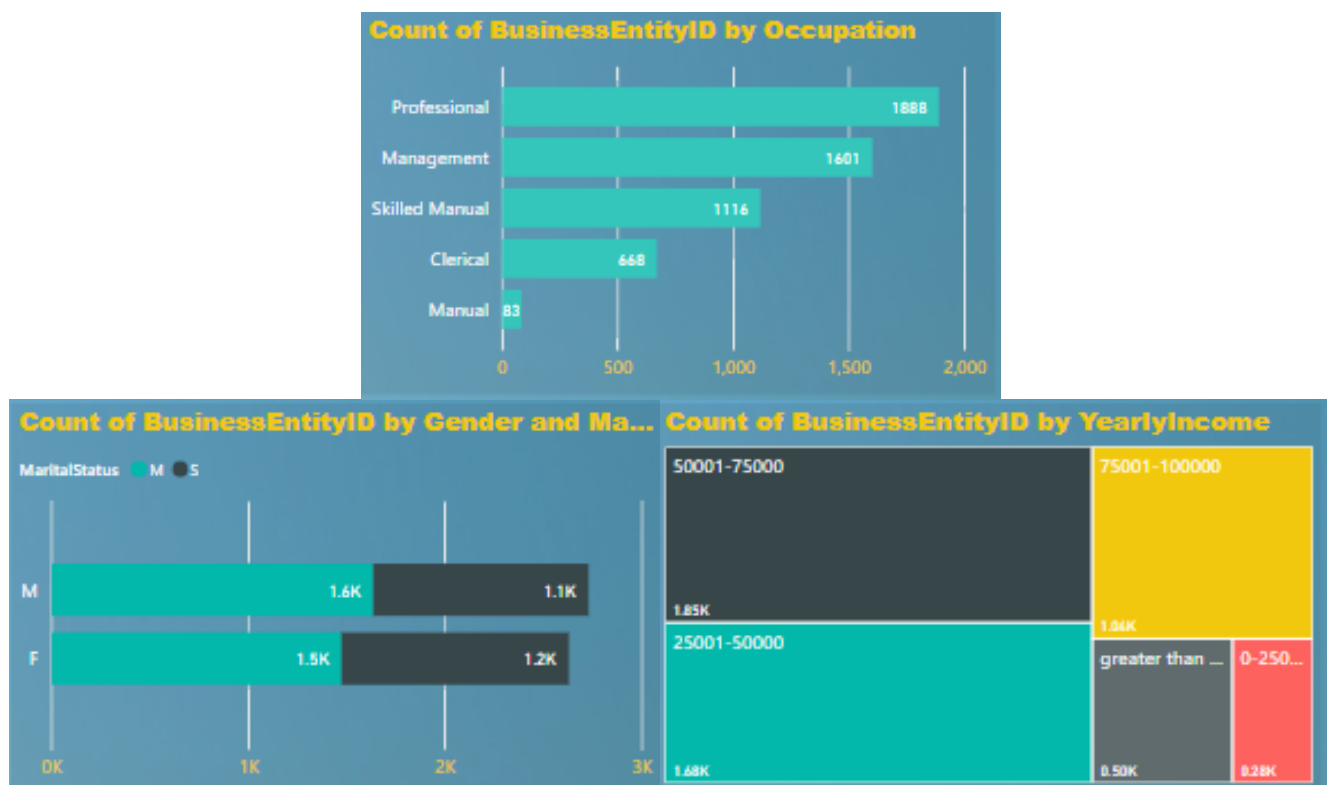 Count of BusinessEntityID by Occupation
Professional 1888
Management 1601
Skilled Manual 1116
Clerical 668
Manual 83
0 500 1,000 1,500 2,000
Count of BusinessEntityID by Gender and Ma...
MaritalStatus M S
M 1.6K 1.1K
F 1.5K 1.2K
0K 1K 2K 3K
Count of BusinessEntityID by YearlyIncome
50001-75000
1.85K
25001-50000
1.68K
75001-100000
1.04K
greater than ...
0.50K
0-250...
0.28K